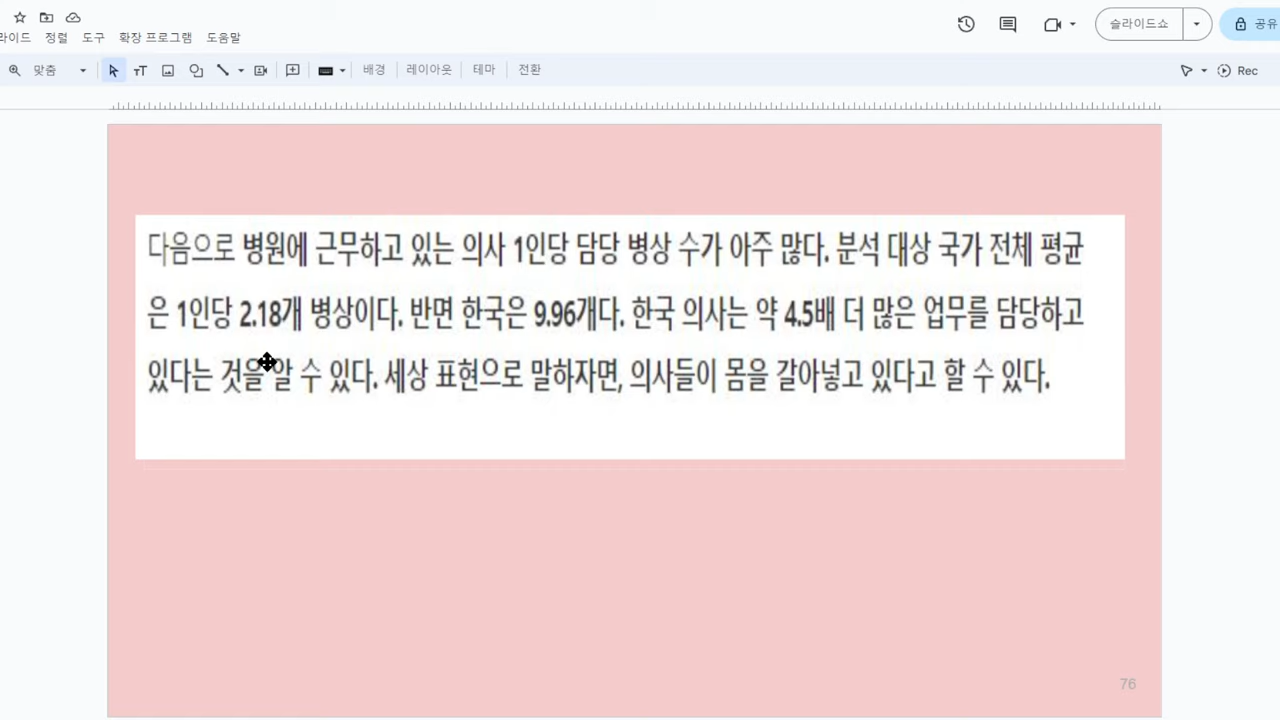 라이드 정렬 도구 확장 프로그램 도움말
슬라이드쇼
공유
맞춤
배경 레이아웃 테마 전환
Rec
다음으로 병원에 근무하고 있는 의사 1인당 담당 병상 수가 아주 많다. 분석 대상 국가 전체 평균
은 1인당 2.18개 병상이다. 반면 한국은 9.96개다. 한국 의사는 약 4.5배 더 많은 업무를 담당하고
있다는 것을 알 수 있다. 세상 표현으로 말하자면, 의사들이 몸을 갈아넣고 있다고 할 수 있다.
76